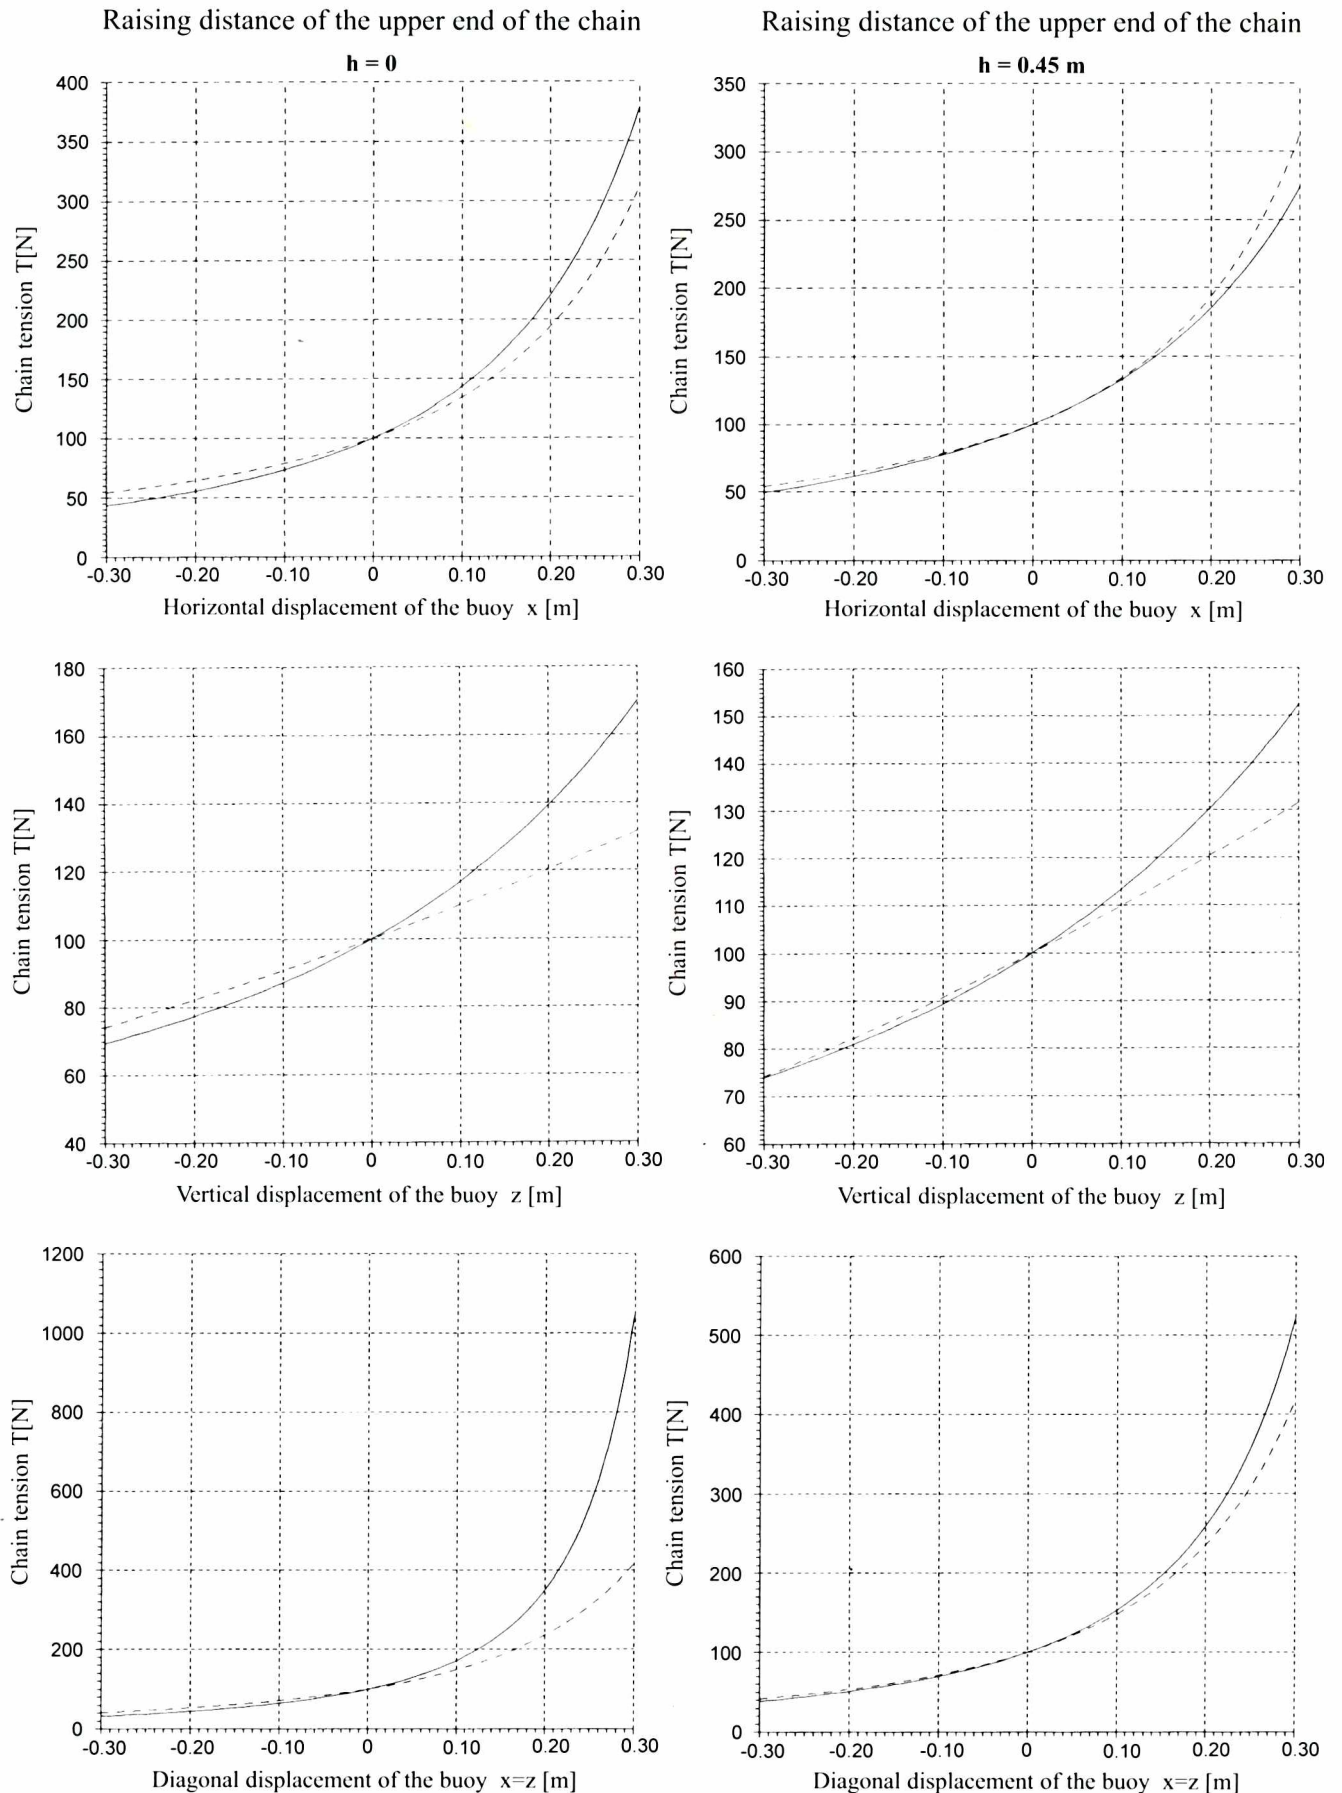 Raising distance of the upper end of the chain
h = 0
400
350
300
250
200
150
100
50
0
Chain tension T[N]
-0.30 -0.20 -0.10 0 0.10 0.20 0.30
Horizontal displacement of the buoy x [m]
Raising distance of the upper end of the chain
h = 0.45 m
350
300
250
200
150
100
50
0
Chain tension T[N]
-0.30 -0.20 -0.10 0 0.10 0.20 0.30
Horizontal displacement of the buoy x [m]
180
160
140
120
100
80
60
40
Chain tension T[N]
-0.30 -0.20 -0.10 0 0.10 0.20 0.30
Vertical displacement of the buoy z [m]
160
150
140
130
120
110
100
90
80
70
60
Chain tension T[N]
-0.30 -0.20 -0.10 0 0.10 0.20 0.30
Vertical displacement of the buoy z [m]
1200
1000
800
600
400
200
0
Chain tension T[N]
-0.30 -0.20 -0.10 0 0.10 0.20 0.30
Diagonal displacement of the buoy x=z [m]
600
500
400
300
200
100
0
Chain tension T[N]
-0.30 -0.20 -0.10 0 0.10 0.20 0.30
Diagonal displacement of the buoy x=z [m]